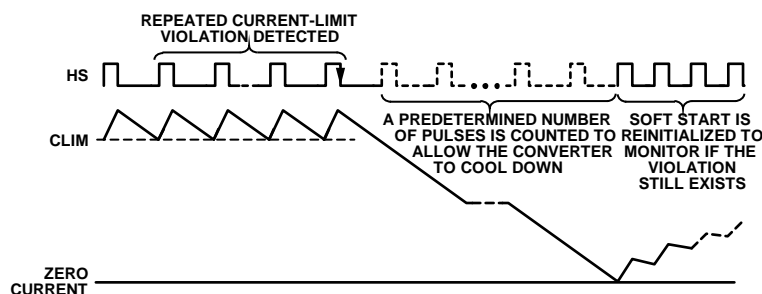 REPEATED CURRENT-LIMIT
VIOLATION DETECTED
HS
A PREDETERMINED NUMBER
OF PULSES IS COUNTED TO
ALLOW THE CONVERTER
TO COOL DOWN
SOFT START IS
REINITIALIZED TO
MONITOR IF THE
VIOLATION
STILL EXISTS
CLIM
ZERO
CURRENT